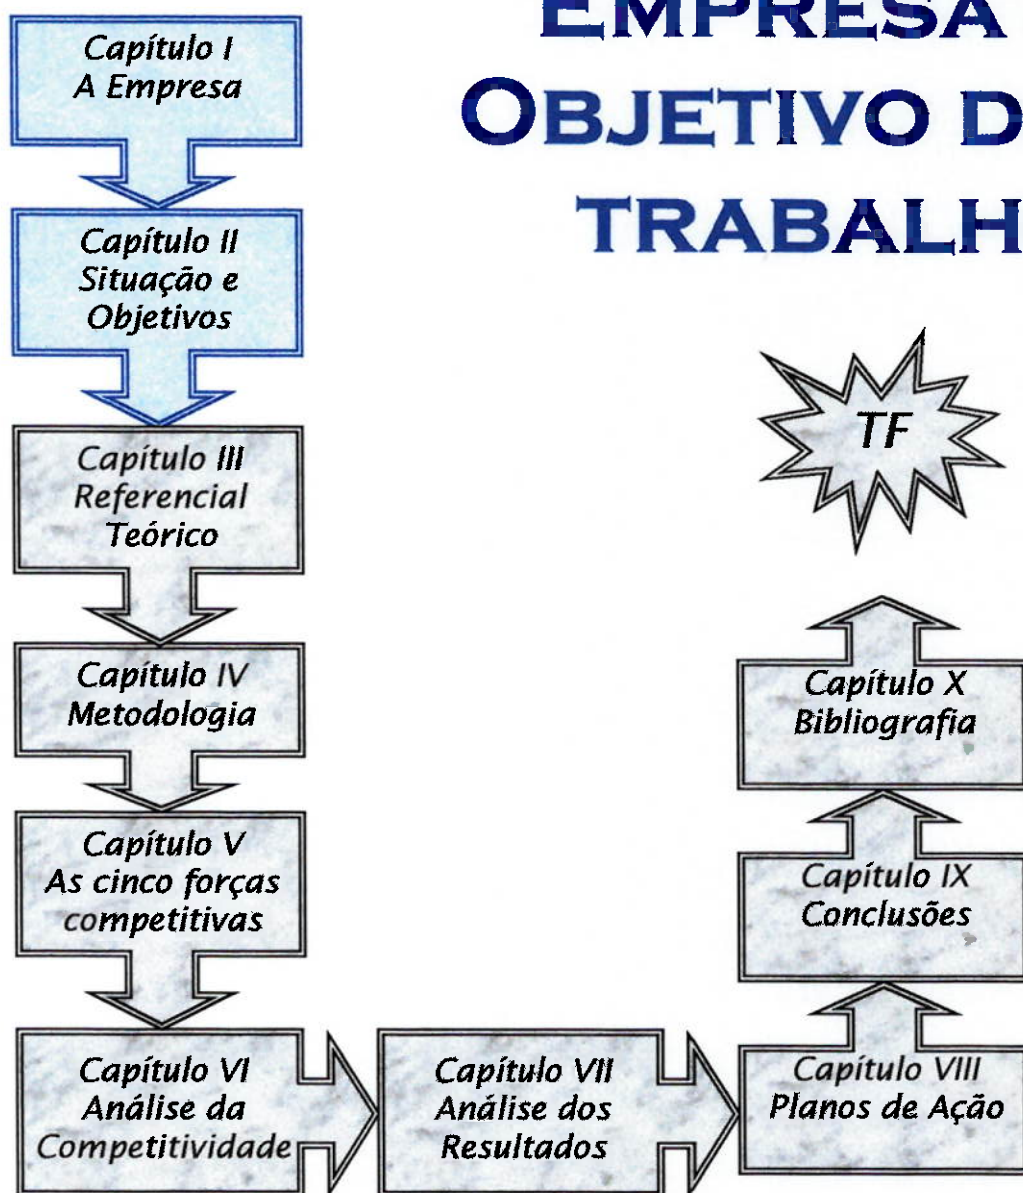 EMPRESA
OBJETIVO D
TRABALH
Capítulo I
A Empresa
Capítulo II
Situação e
Objetivos
Capítulo III
Referencial
Teórico
Capítulo IV
Metodologia
Capítulo V
As cinco forças
competitivas
Capítulo VI
Análise da
Competitividade
Capítulo VII
Análise dos
Resultados
Capítulo VIII
Planos de Ação
Capítulo IX
Conclusões
Capítulo X
Bibliografia
TF